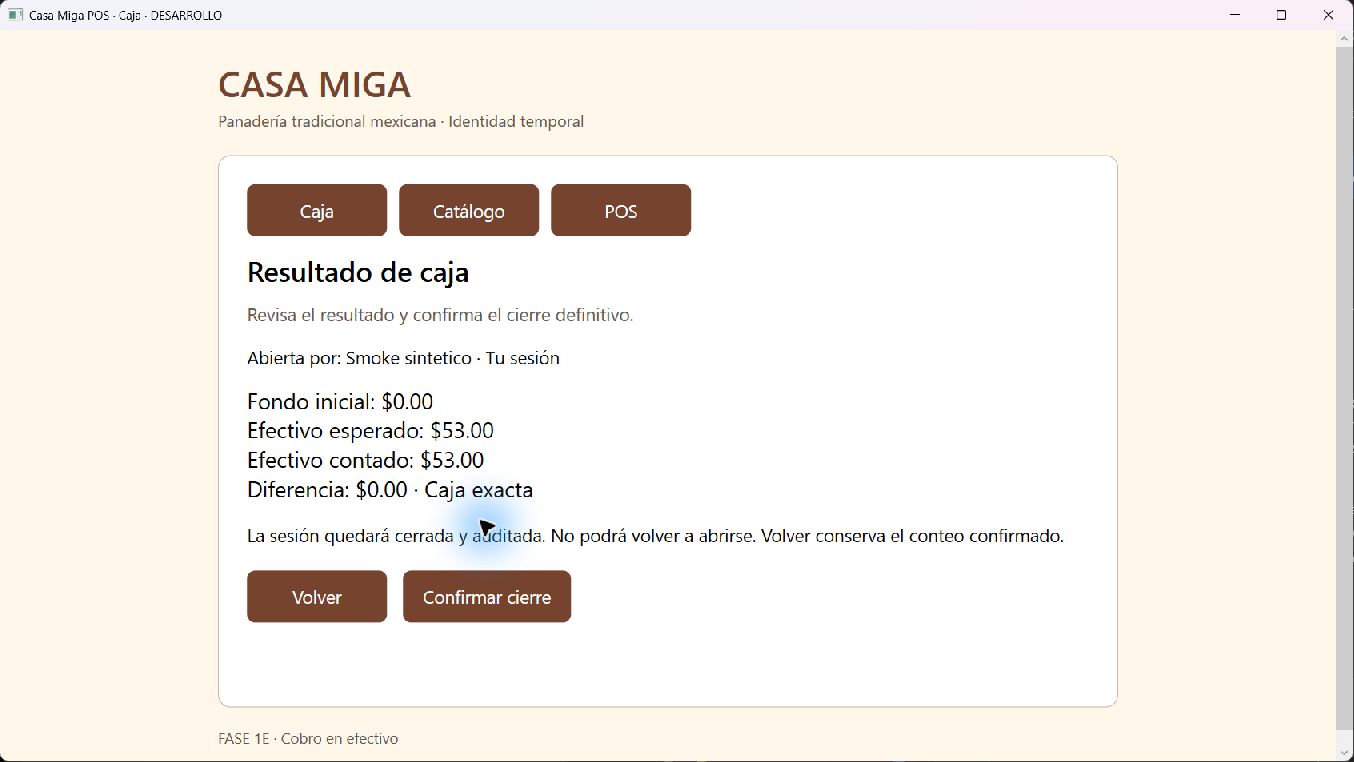 Casa Miga POS · Caja · DESARROLLO
CASA MIGA
Panadería tradicional mexicana · Identidad temporal
Caja
Catálogo
POS
Resultado de caja
Revisa el resultado y confirma el cierre definitivo.
Abierta por: Smoke sintetico · Tu sesión
Fondo inicial: $0.00
Efectivo esperado: $53.00
Efectivo contado: $53.00
Diferencia: $0.00 · Caja exacta
La sesión quedará cerrada y auditada. No podrá volver a abrirse. Volver conserva el conteo confirmado.
Volver
Confirmar cierre
FASE 1E · Cobro en efectivo